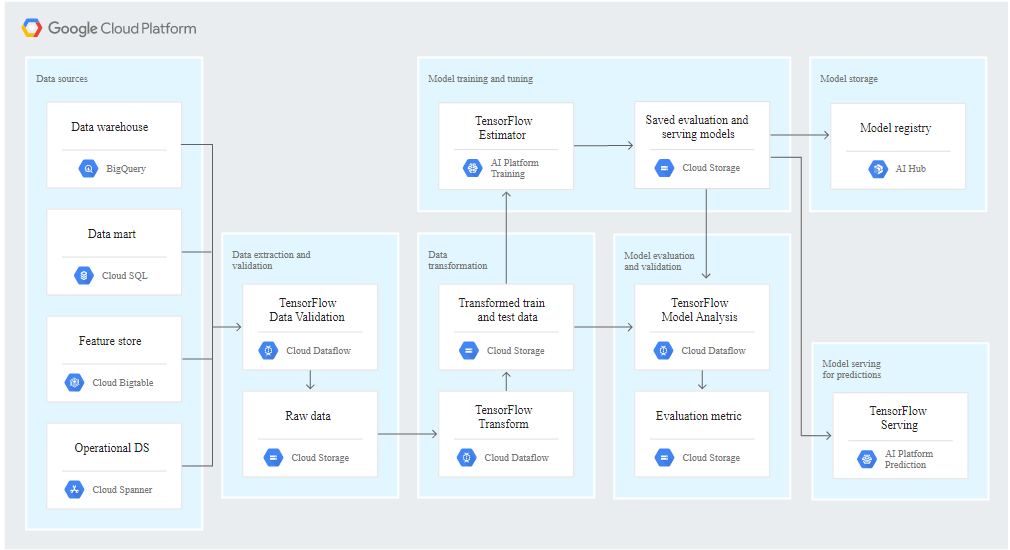 Google Cloud Platform
Data sources
Data warehouse
BigQuery
Data mart
Cloud SQL
Feature store
Cloud Bigtable
Operational DS
Cloud Spanner
Data extraction and
validation
TensorFlow
Data Validation
Cloud Dataflow
Raw data
Cloud Storage
Data
transformation
Transformed train
and test data
Cloud Storage
TensorFlow
Transform
Cloud Dataflow
Model training and tuning
TensorFlow
Estimator
AI Platform
Training
Saved evaluation and
serving models
Cloud Storage
Model evaluation
and validation
TensorFlow
Model Analysis
Cloud Dataflow
Evaluation metric
Cloud Storage
Model storage
Model registry
AI Hub
Model serving
for predictions
TensorFlow
Serving
AI Platform
Prediction